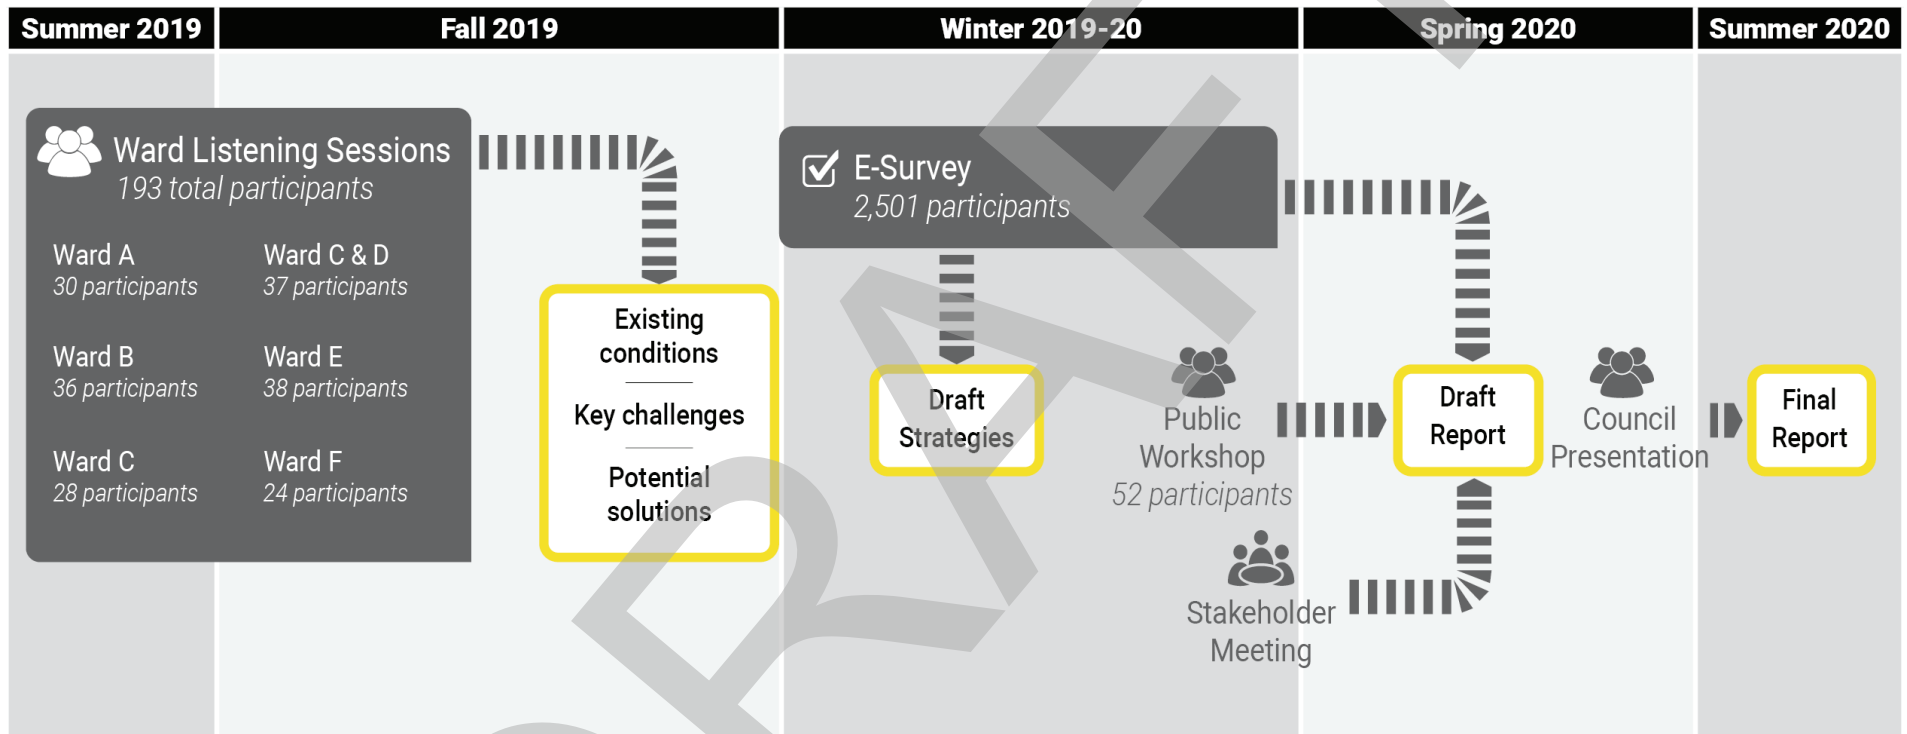 Summer 2019
Fall 2019
Winter 2019-20
Spring 2020
Summer 2020
Ward Listening Sessions
193 total participants
Ward A
30 participants
Ward C & D
37 participants
Ward B
36 participants
Ward E
38 participants
Ward C
28 participants
Ward F
24 participants
Existing
conditions
Key challenges
Potential
solutions
E-Survey
2,501 participants
Draft
Strategies
Public
Workshop
52 participants
Stakeholder
Meeting
Draft
Report
Council
Presentation
Final
Report
DRAFT